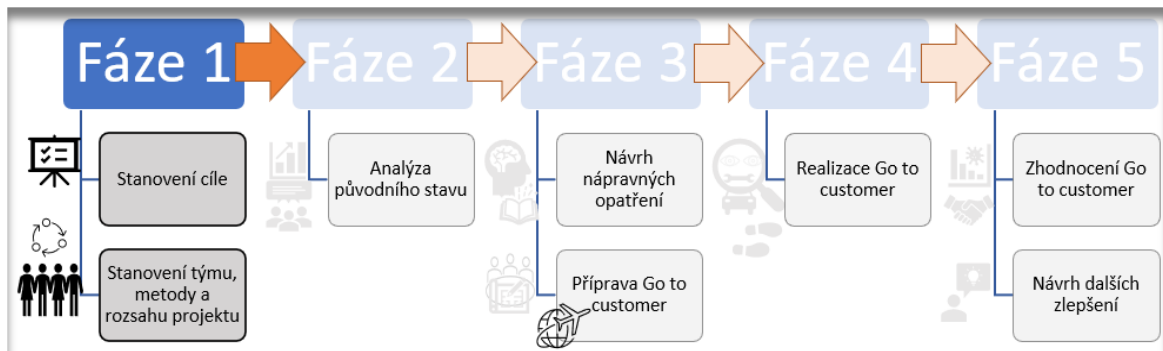 Fáze 1
Fáze 2
Fáze 3
Fáze 4
Fáze 5
Stanovení cíle
Stanovení týmu,
metody a
rozsahu projektu
Analýza
původního stavu
Návrh
nápravných
opatření
Příprava Go to
customer
Realizace Go to
customer
Zhodnocení Go
to customer
Návrh dalších
zlepšení